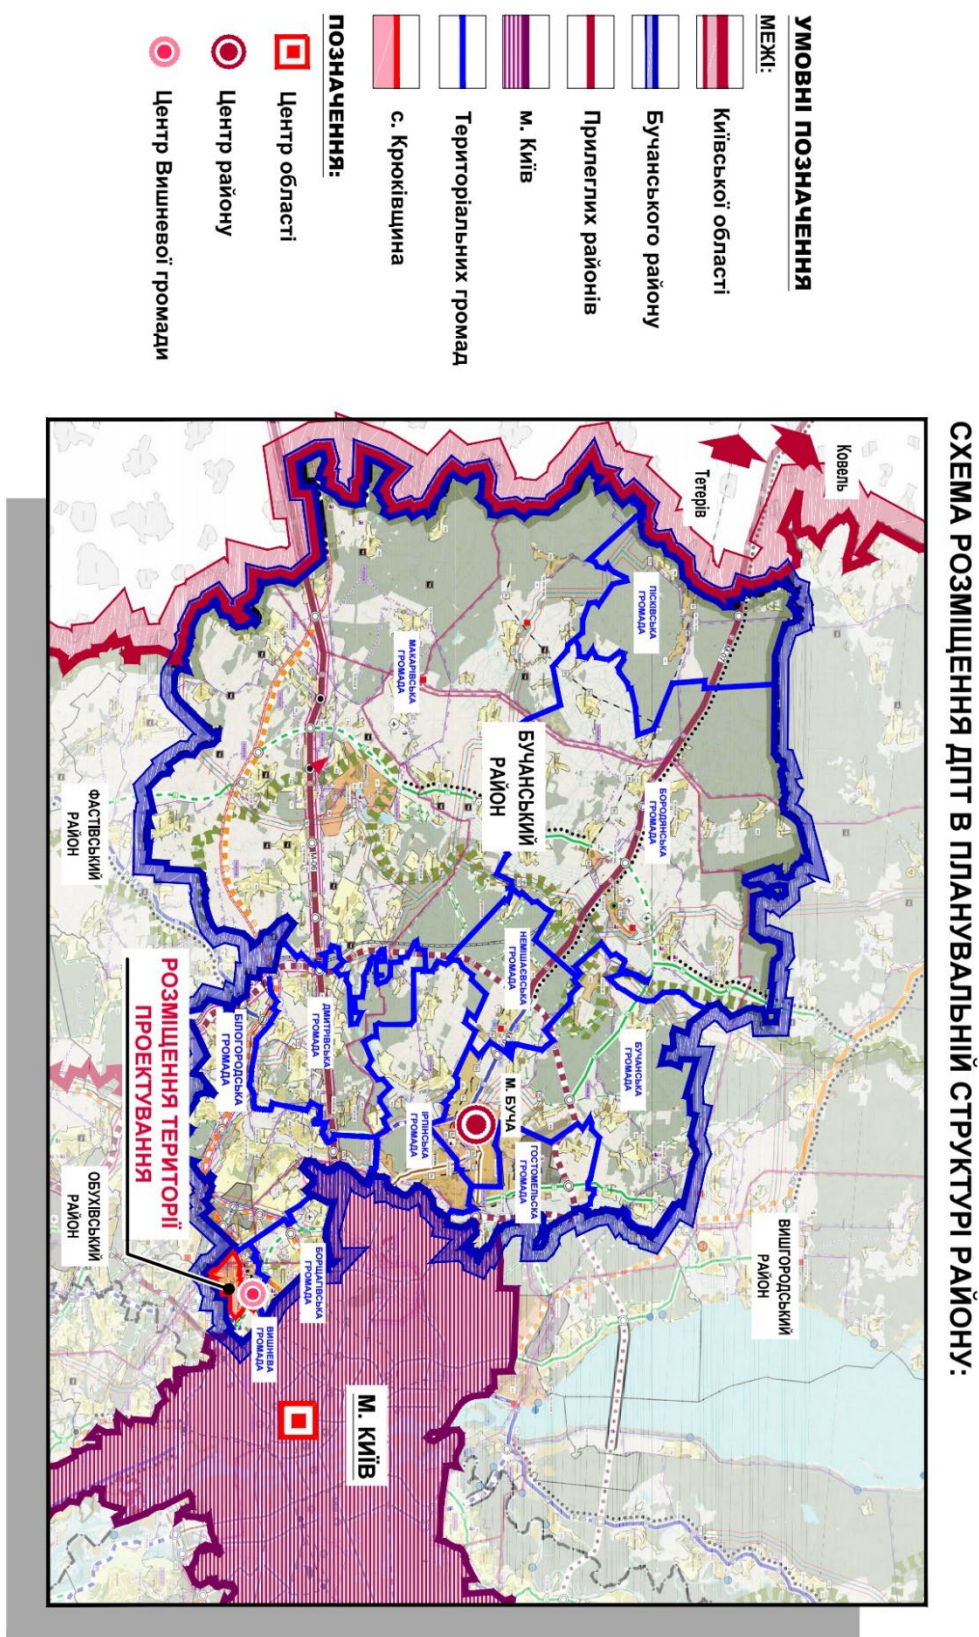 СХЕМА РОЗМІЩЕННЯ ДПТ В ПЛАНУВАЛЬНІЙ СТРУКТУРІ РАЙОНУ:
УМОВНІ ПОЗНАЧЕННЯ
МЕЖІ:
Київської області
Бучанського району
Прилеглих районів
м. Київ
Територіальних громад
с. Крюківщина
ПОЗНАЧЕННЯ:
Центр області
Центр району
Центр Вишневої громади
Ковель
Тетерів
ПІСКІВСЬКА
ГРОМАДА
МАКАРІВСЬКА
ГРОМАДА
БУЧАНСЬКИЙ
РАЙОН
БОРОДЯНСЬКА
ГРОМАДА
ФАСТІВСЬКИЙ
РАЙОН
М-06
НЕМІШАЄВСЬКА
ГРОМАДА
БУЧАНСЬКА
ГРОМАДА
ДМИТРІВСЬКА
ГРОМАДА
БІЛОГОРОДСЬКА
ГРОМАДА
РОЗМІЩЕННЯ ТЕРИТОРІЇ
ПРОЕКТУВАННЯ
М. БУЧА
ІРПІНСЬКА
ГРОМАДА
ГОСТОМЕЛЬСКА
ГРОМАДА
ОБУХІВСЬКИЙ
РАЙОН
ВИШГОРОДСЬКИЙ
РАЙОН
БОРЩАГІВСЬКА
ГРОМАДА
ВИШНЕВА
ГРОМАДА
М. КИЇВ